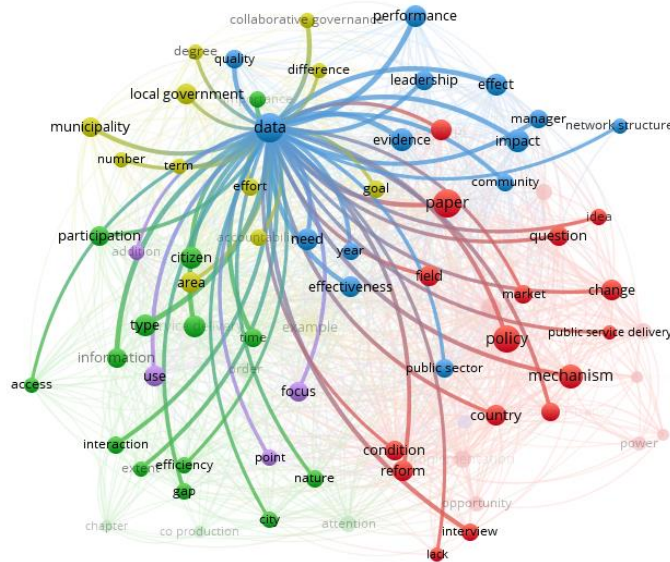 collaborative governance
performance
degree
quality
difference
leadership
effect
local government
data
manager
network structure
municipality
evidence
impact
number
term
effort
goal
community
paper
idea
participation
addition
citizen
accountability
need
year
question
area
effectiveness
field
market
change
type
service delivery
example
time
policy
public service delivery
information
order
use
public sector
mechanism
access
focus
country
interaction
condition
power
extent
efficiency
point
reform
gap
nature
opportunity
chapter
co production
city
attention
interview
lack